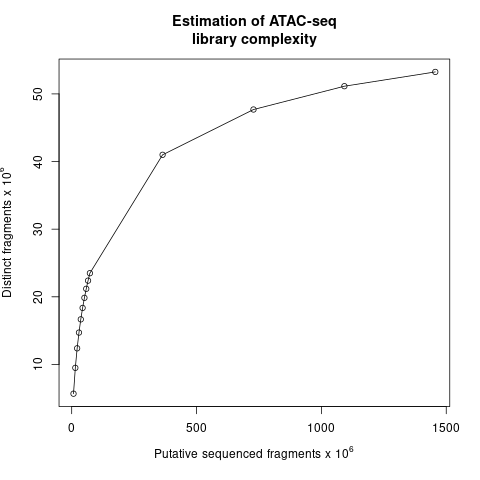 Estimation of ATAC-seq
library complexity
Distinct fragments x 10^6
50
40
30
20
10
0 500 1000 1500
Putative sequenced fragments x 10^6